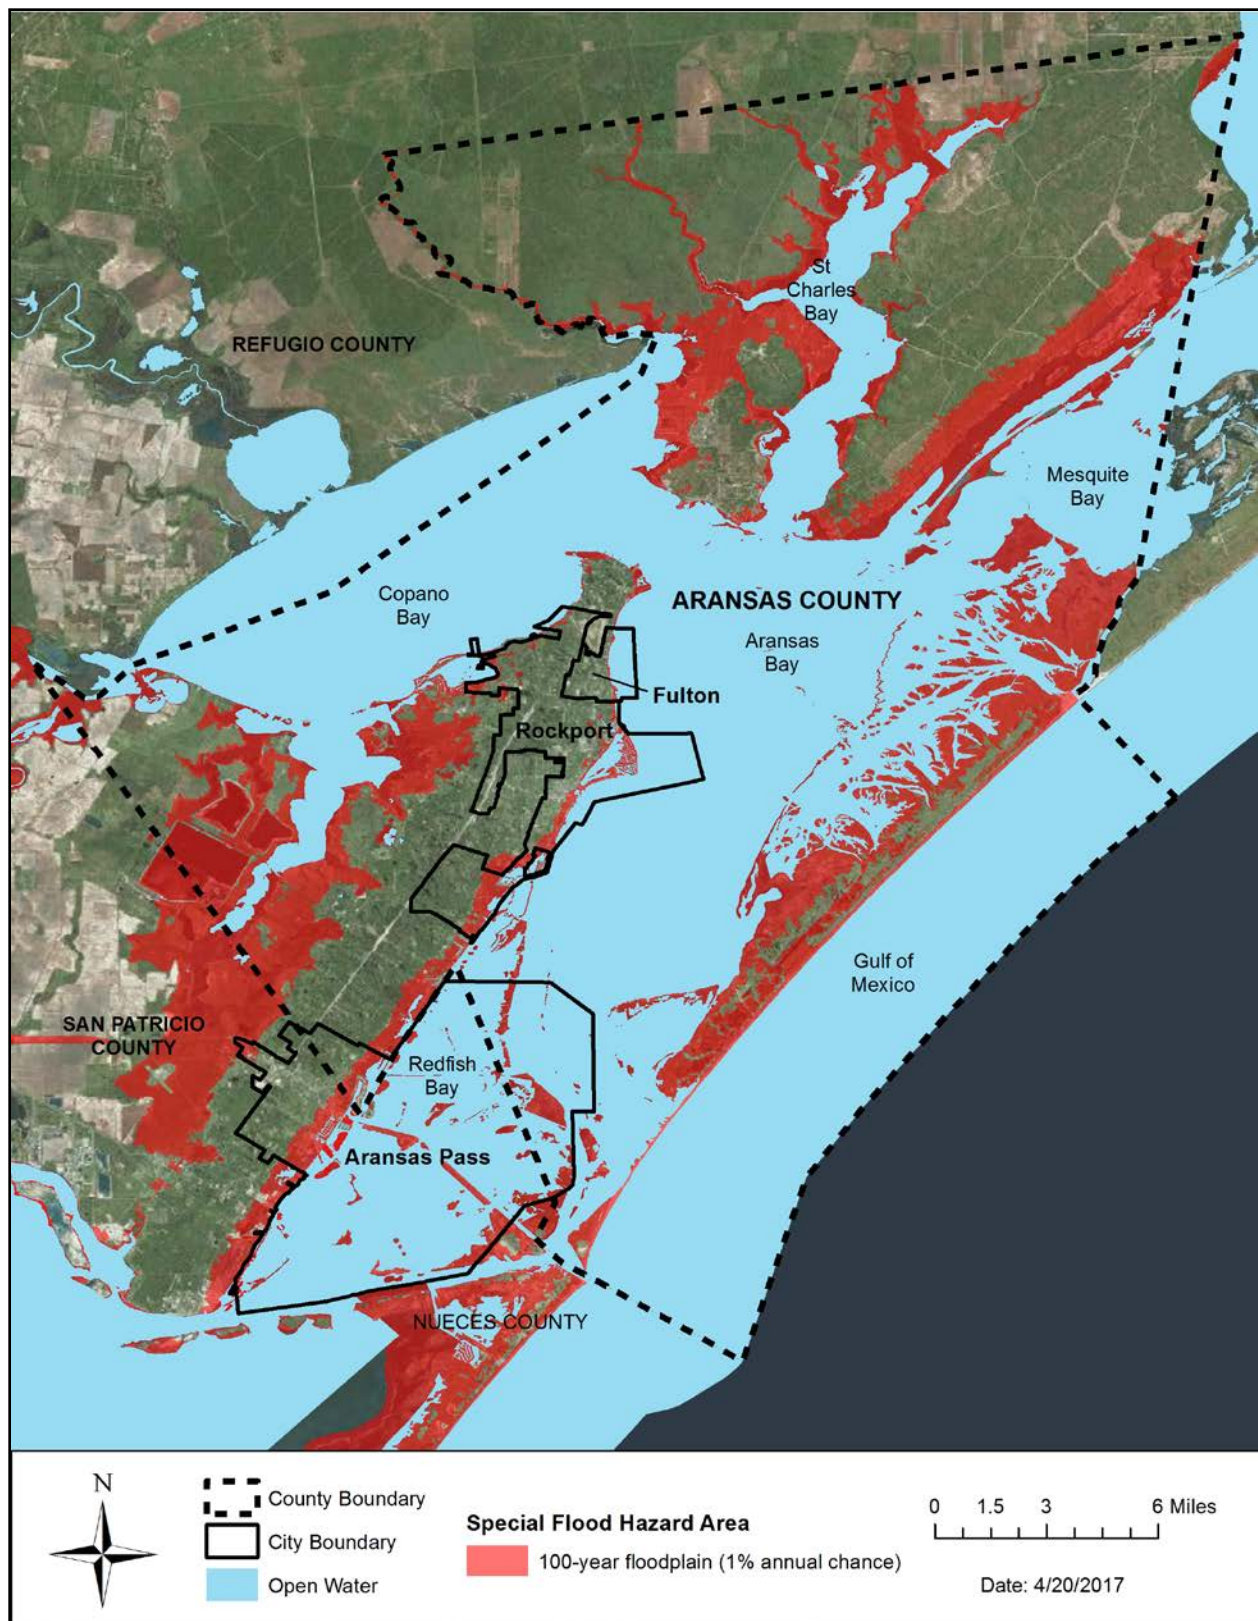 St
Charles
Bay
REFUGIO COUNTY
Mesquite
Bay
Copano
Bay
ARANSAS COUNTY
Aransas
Bay
Fulton
Rockport
Gulf of
Mexico
SAN PATRICIO
COUNTY
Redfish
Bay
Aransas Pass
NUECES COUNTY
N
County Boundary
City Boundary
Open Water
Special Flood Hazard Area
100-year floodplain (1% annual chance)
0 1.5 3 6 Miles
Date: 4/20/2017